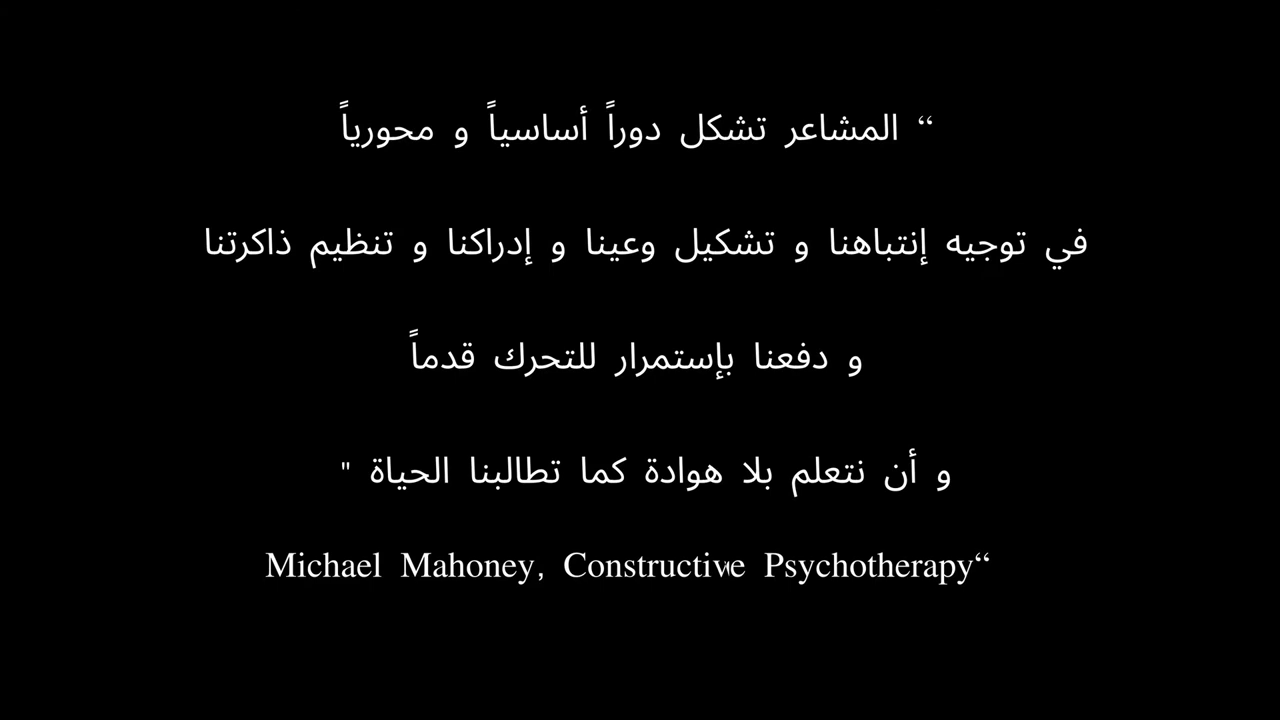 “ المشاعر تشكل دوراً أساسياً و محورياً
في توجيه إنتباهنا و تشكيل وعينا و إدراكنا و تنظيم ذاكرتنا
و دفعنا بإستمرار للتحرك قدماً
و أن نتعلم بلا هوادة كما تطالبنا الحياة "
Michael Mahoney, Constructive Psychotherapy“